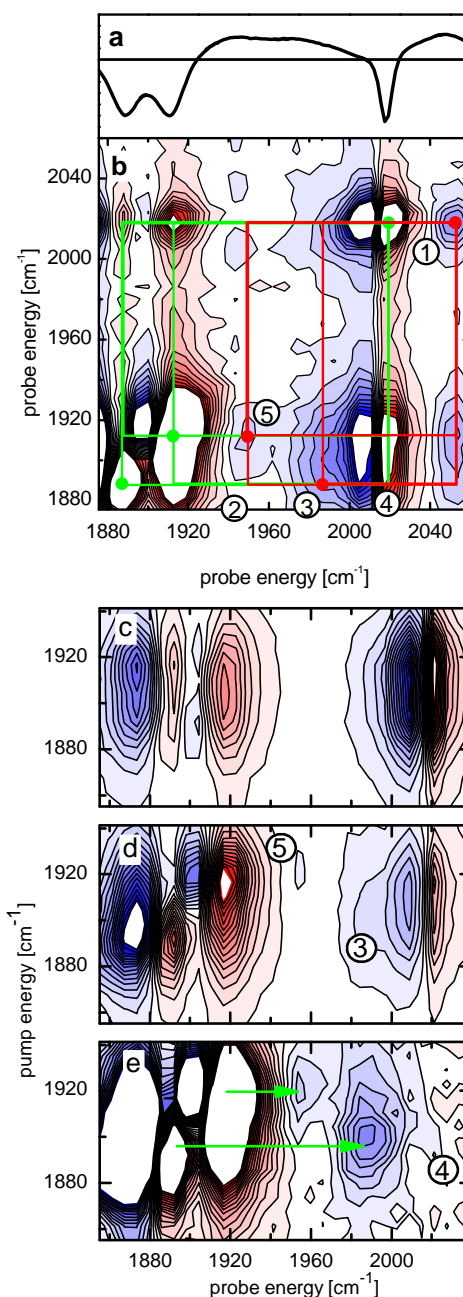 a
b
2040
2000
1960
1920
1880
probe energy [cm-1]
1
5
2
3
4
1880 1920 1960 2000 2040
probe energy [cm-1]
c
1920
1880
d
5
1920
3
1880
pump energy [cm-1]
e
1920
4
1880
1880 1920 1960 2000
probe energy [cm-1]